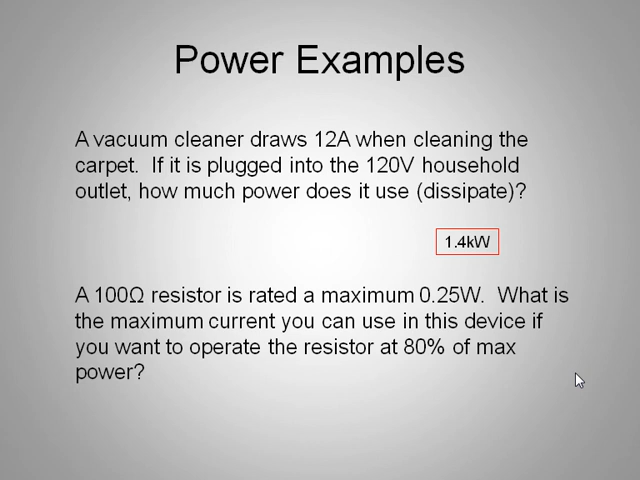 Power Examples
A vacuum cleaner draws 12A when cleaning the
carpet.  If it is plugged into the 120V household
outlet, how much power does it use (dissipate)?
1.4kW
A 100Ω resistor is rated a maximum 0.25W.  What is
the maximum current you can use in this device if
you want to operate the resistor at 80% of max
power?